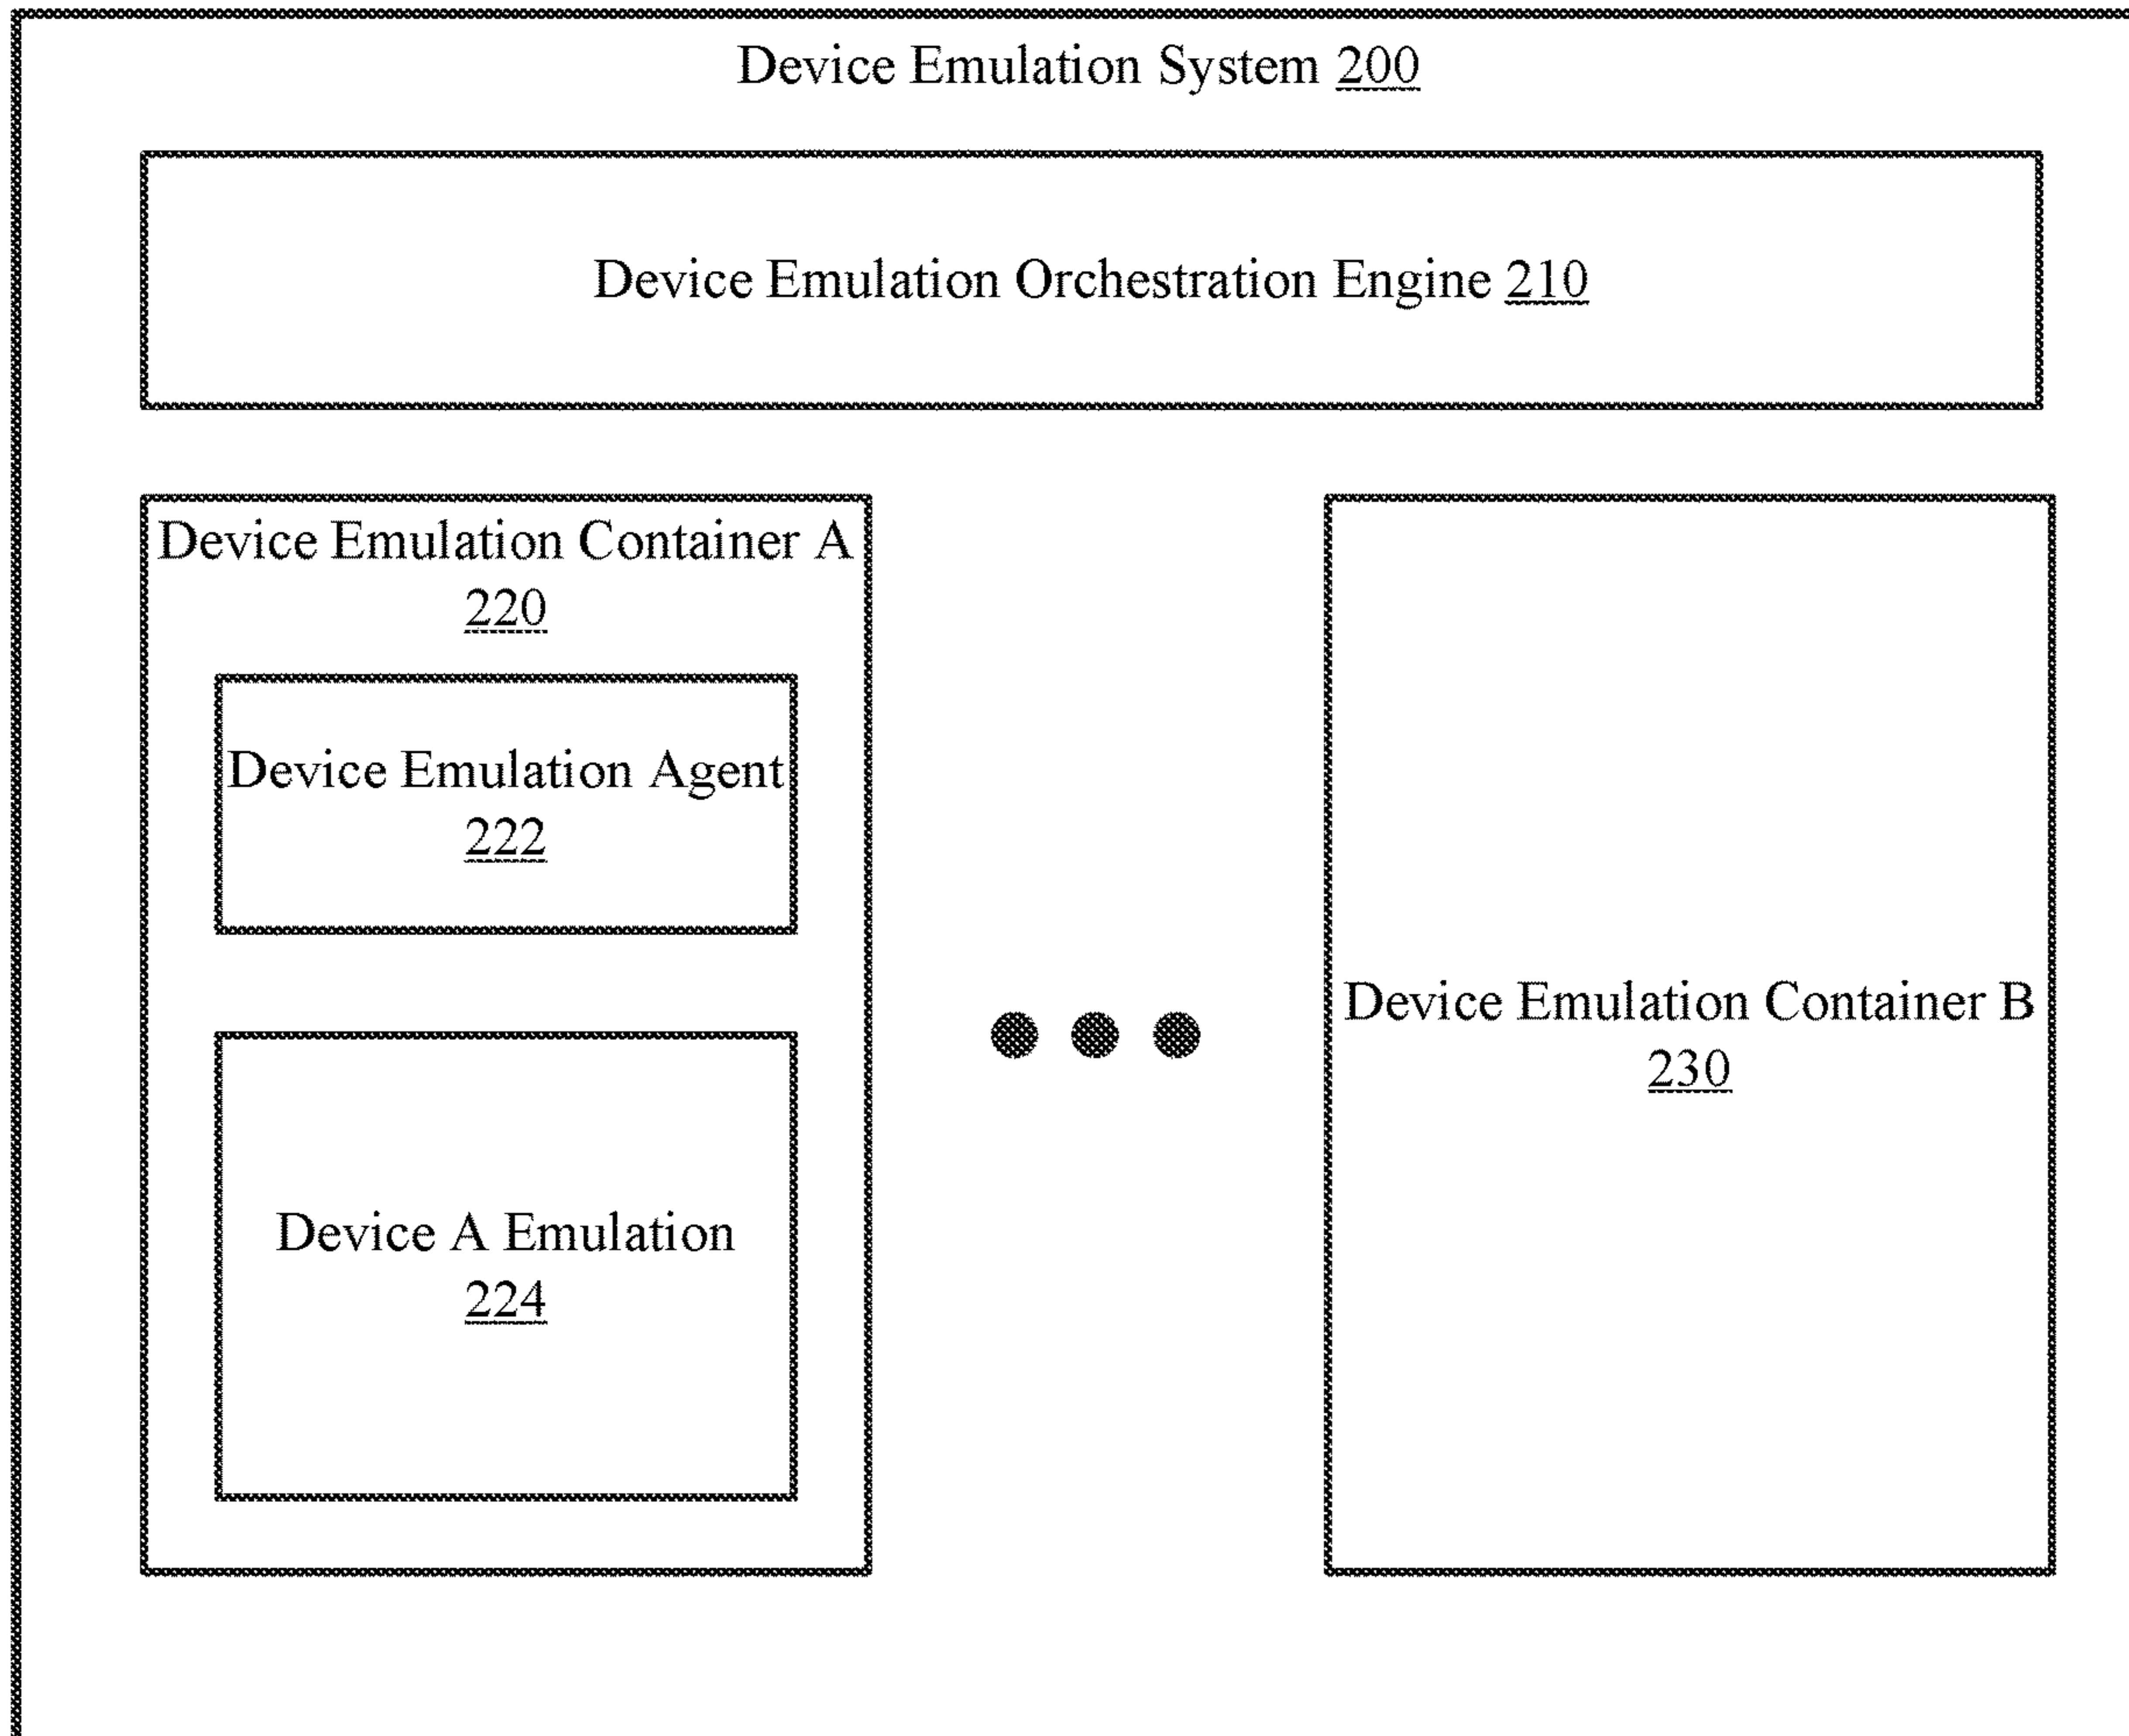 Device Emulation System 200
Device Emulation Orchestration Engine 210
Device Emulation Container A
220
Device Emulation Agent
222
Device A Emulation
224
Device Emulation Container B
230